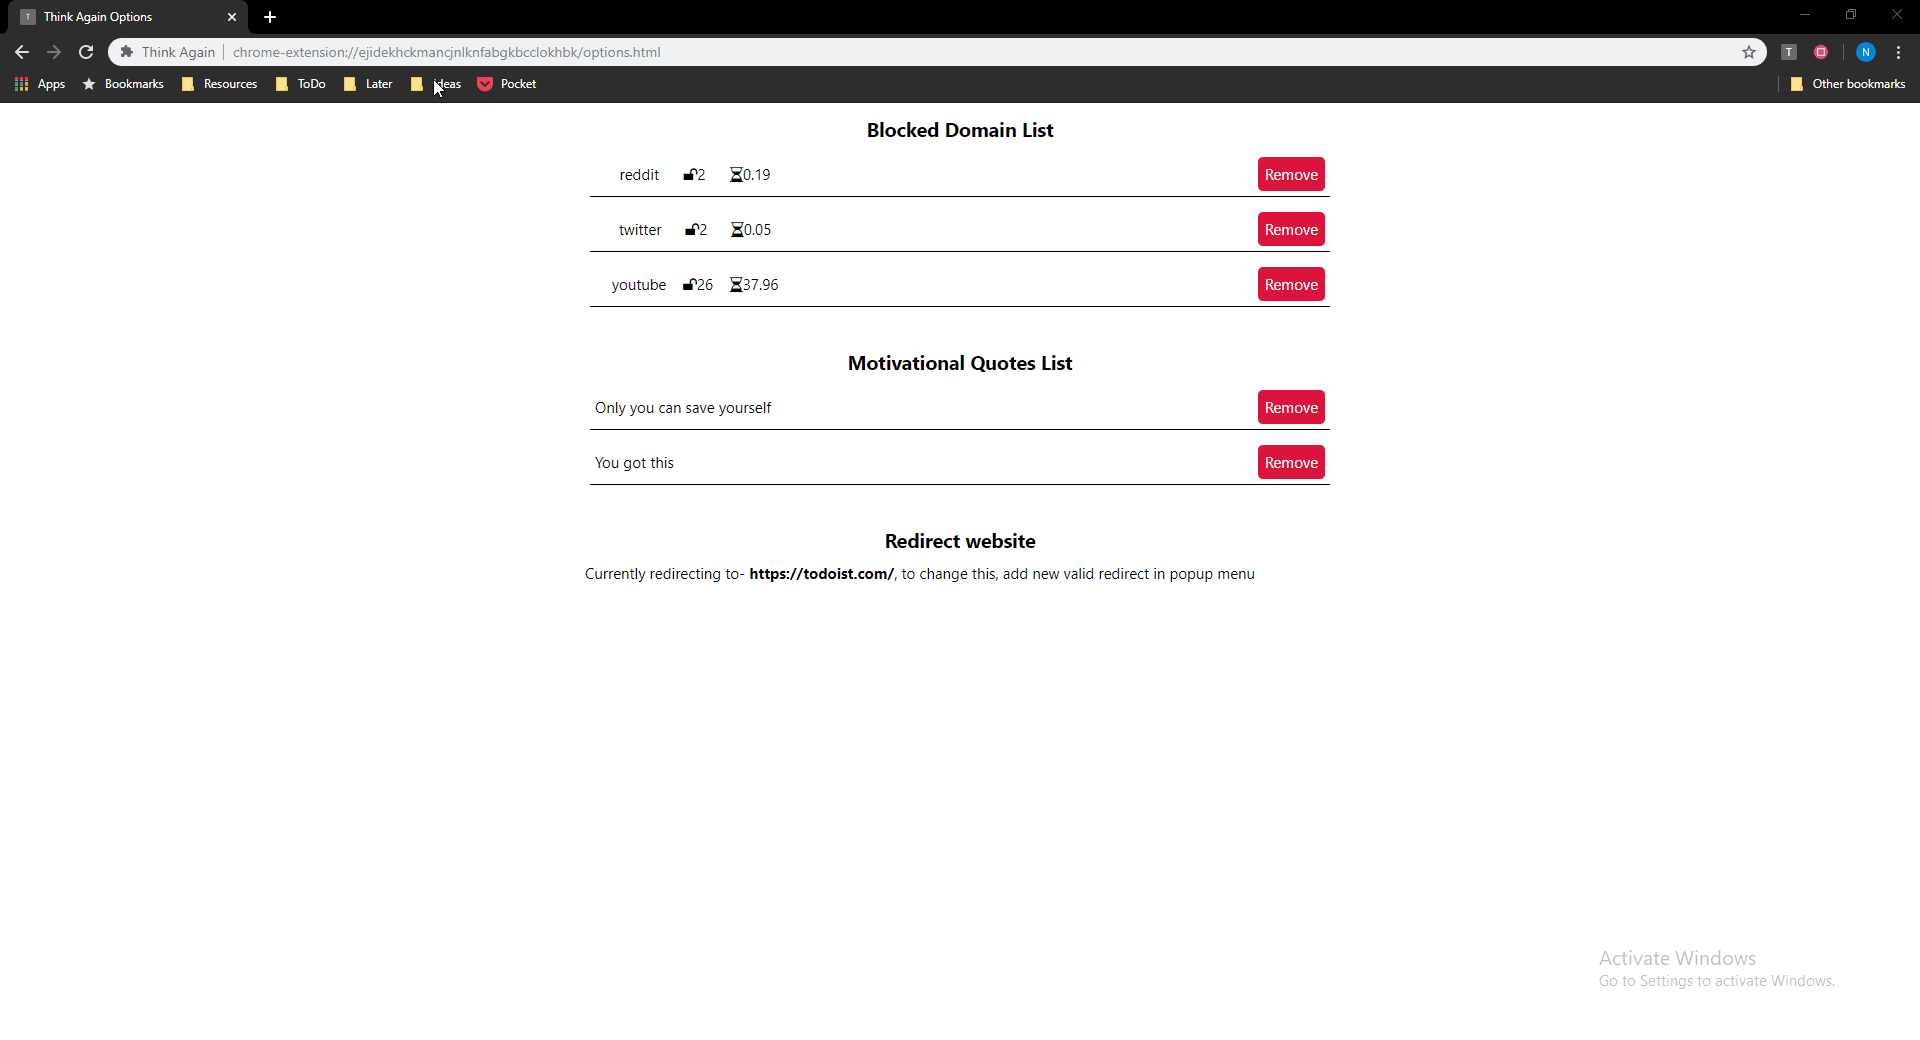 T Think Again Options
Think Again chrome-extension://ejidekhckmancjnlknfabgkbcclokhbk/options.html T N
Apps Bookmarks Resources ToDo Later Ideas Pocket Other bookmarks
Blocked Domain List
reddit 2 0.19 Remove
twitter 2 0.05 Remove
youtube 26 37.96 Remove
Motivational Quotes List
Only you can save yourself Remove
You got this Remove
Redirect website
Currently redirecting to- https://todoist.com/, to change this, add new valid redirect in popup menu
Activate Windows
Go to Settings to activate Windows.